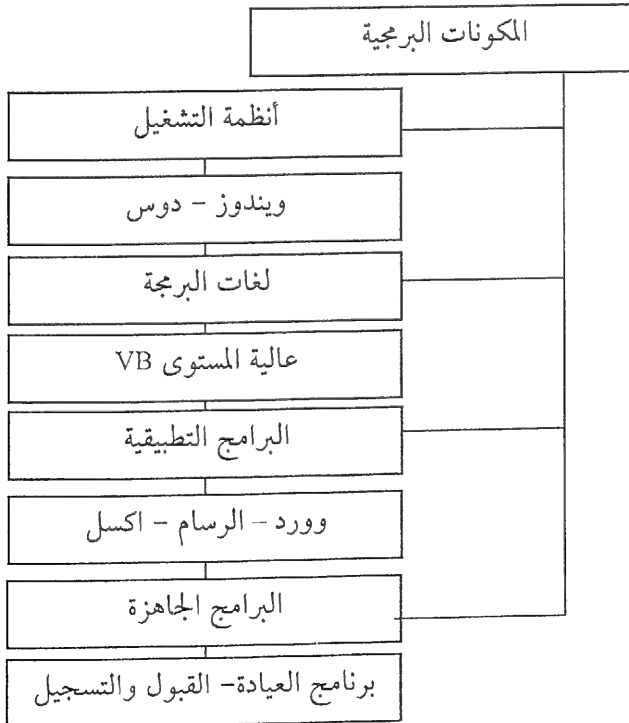 المكونات البرمجية
أنظمة التشغيل
ويندوز – دوس
لغات البرمجة
عالية المستوى VB
البرامج التطبيقية
وورد – الرسام – اكسل
البرامج الجاهزة
برنامج العيادة– القبول والتسجيل